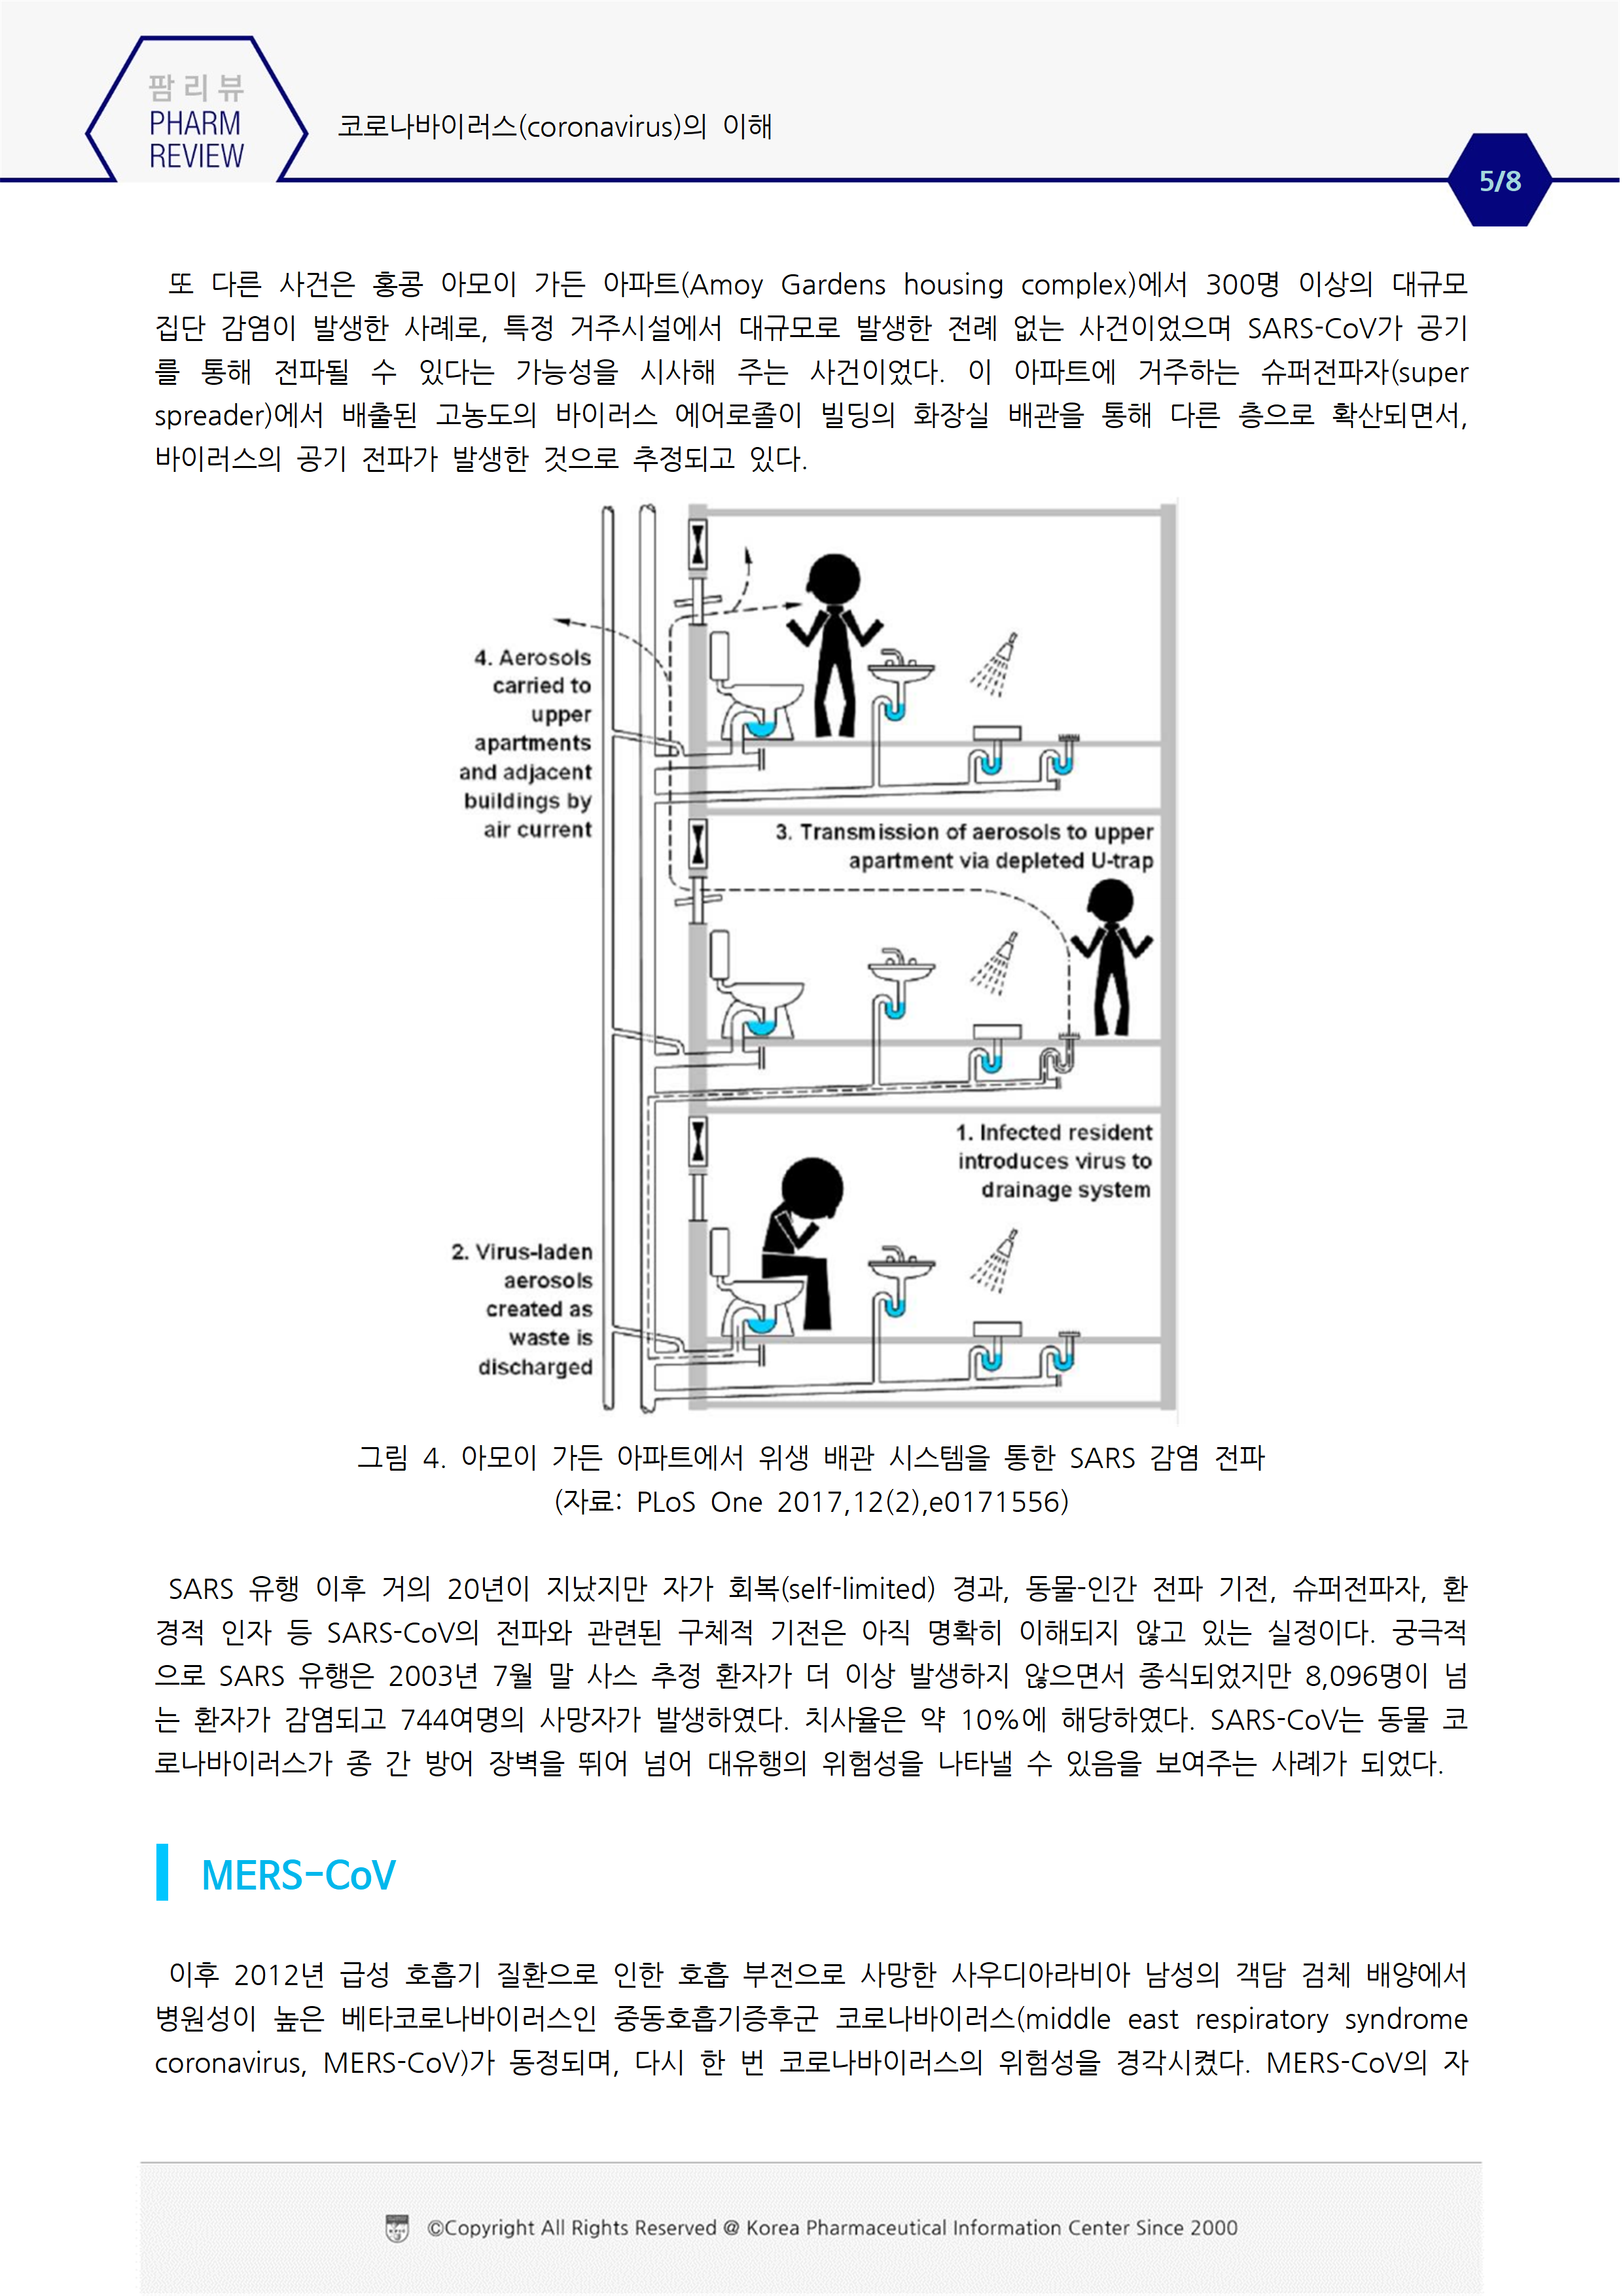 팜리뷰
PHARM
REVIEW
코로나바이러스(coronavirus)의 이해
5/8
또 다른 사건은 홍콩 아모이 가든 아파트(Amoy Gardens housing complex)에서 300명 이상의 대규모
집단 감염이 발생한 사례로, 특정 거주시설에서 대규모로 발생한 전례 없는 사건이었으며 SARS-CoV가 공기
를 통해 전파될 수 있다는 가능성을 시사해 주는 사건이었다. 이 아파트에 거주하는 슈퍼전파자(super
spreader)에서 배출된 고농도의 바이러스 에어로졸이 빌딩의 화장실 배관을 통해 다른 층으로 확산되면서,
바이러스의 공기 전파가 발생한 것으로 추정되고 있다.
4. Aerosols
carried to
upper
apartments
and adjacent
buildings by
air current
3. Transmission of aerosols to upper
apartment via depleted U-trap
1. Infected resident
introduces virus to
drainage system
2. Virus-laden
aerosols
created as
waste is
discharged
그림 4. 아모이 가든 아파트에서 위생 배관 시스템을 통한 SARS 감염 전파
(자료: PLoS One 2017,12(2),e0171556)
SARS 유행 이후 거의 20년이 지났지만 자가 회복(self-limited) 경과, 동물-인간 전파 기전, 슈퍼전파자, 환
경적 인자 등 SARS-CoV의 전파와 관련된 구체적 기전은 아직 명확히 이해되지 않고 있는 실정이다. 궁극적
으로 SARS 유행은 2003년 7월 말 사스 추정 환자가 더 이상 발생하지 않으면서 종식되었지만 8,096명이 넘
는 환자가 감염되고 744여명의 사망자가 발생하였다. 치사율은 약 10%에 해당하였다. SARS-CoV는 동물 코
로나바이러스가 종 간 방어 장벽을 뛰어 넘어 대유행의 위험성을 나타낼 수 있음을 보여주는 사례가 되었다.
MERS-CoV
이후 2012년 급성 호흡기 질환으로 인한 호흡 부전으로 사망한 사우디아라비아 남성의 객담 검체 배양에서
병원성이 높은 베타코로나바이러스인 중동호흡기증후군 코로나바이러스(middle east respiratory syndrome
coronavirus, MERS-CoV)가 동정되며, 다시 한 번 코로나바이러스의 위험성을 경각시켰다. MERS-CoV의 자
©Copyright All Rights Reserved @ Korea Pharmaceutical Information Center Since 2000